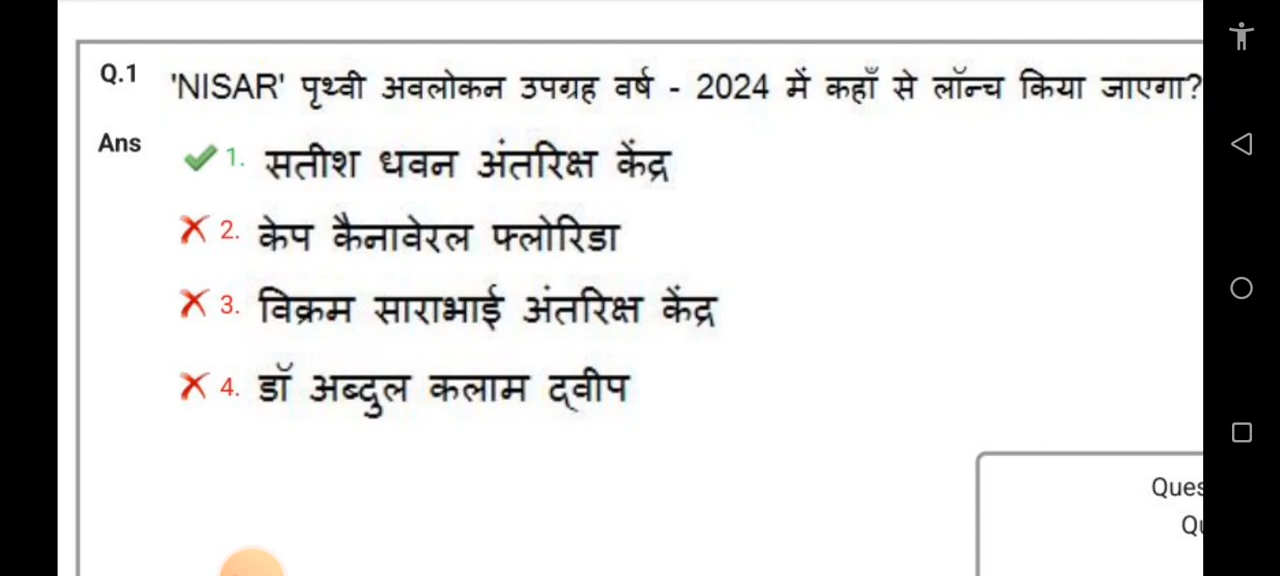 Q.1 'NISAR' पृथ्वी अवलोकन उपग्रह वर्ष - 2024 में कहाँ से लॉन्च किया जाएगा?
Ans 1. सतीश धवन अंतरिक्ष केंद्र
2. केप कैनावेरल फ्लोरिडा
3. विक्रम साराभाई अंतरिक्ष केंद्र
4. डॉ अब्दुल कलाम द्वीप
Ques